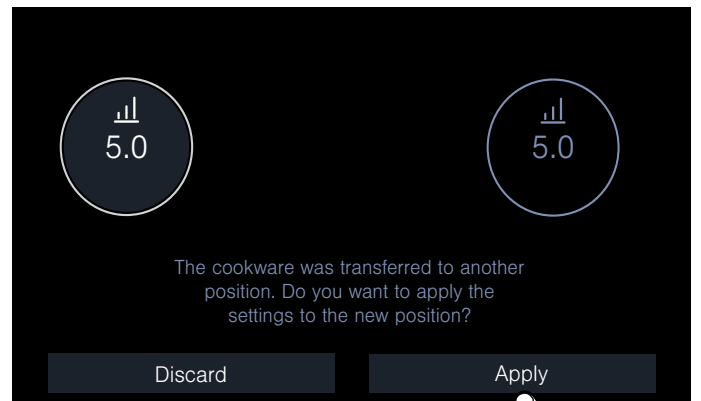 5.0
5.0
The cookware was transferred to another
position. Do you want to apply the
settings to the new position?
Discard
Apply